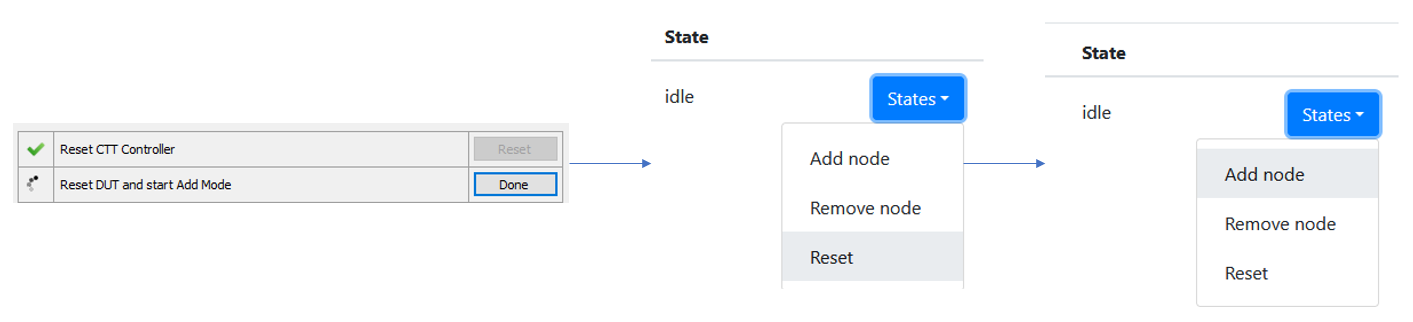 Reset CTT Controller
Reset
Reset DUT and start Add Mode
Done
State
idle
States
Add node
Remove node
Reset
State
idle
States
Add node
Remove node
Reset